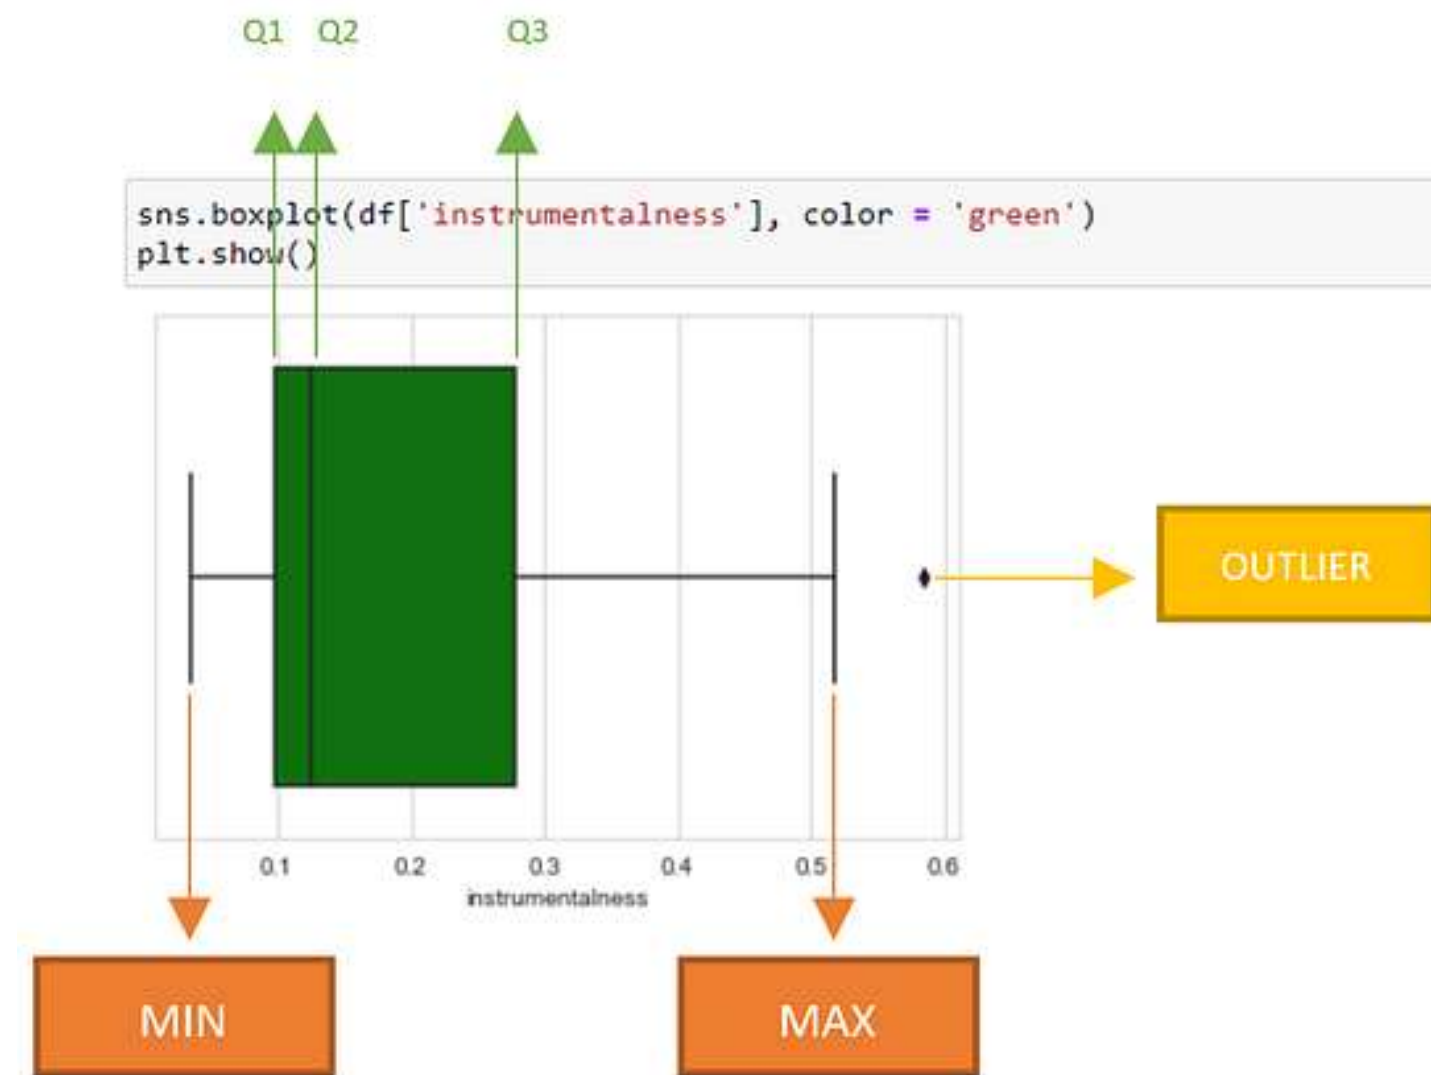 Q1 Q2 Q3
sns.boxplot(df['instrumentalness'], color = 'green')
plt.show()
OUTLIER
0.1 0.2 0.3 0.4 0.5 0.6
instrumentalness
MIN MAX